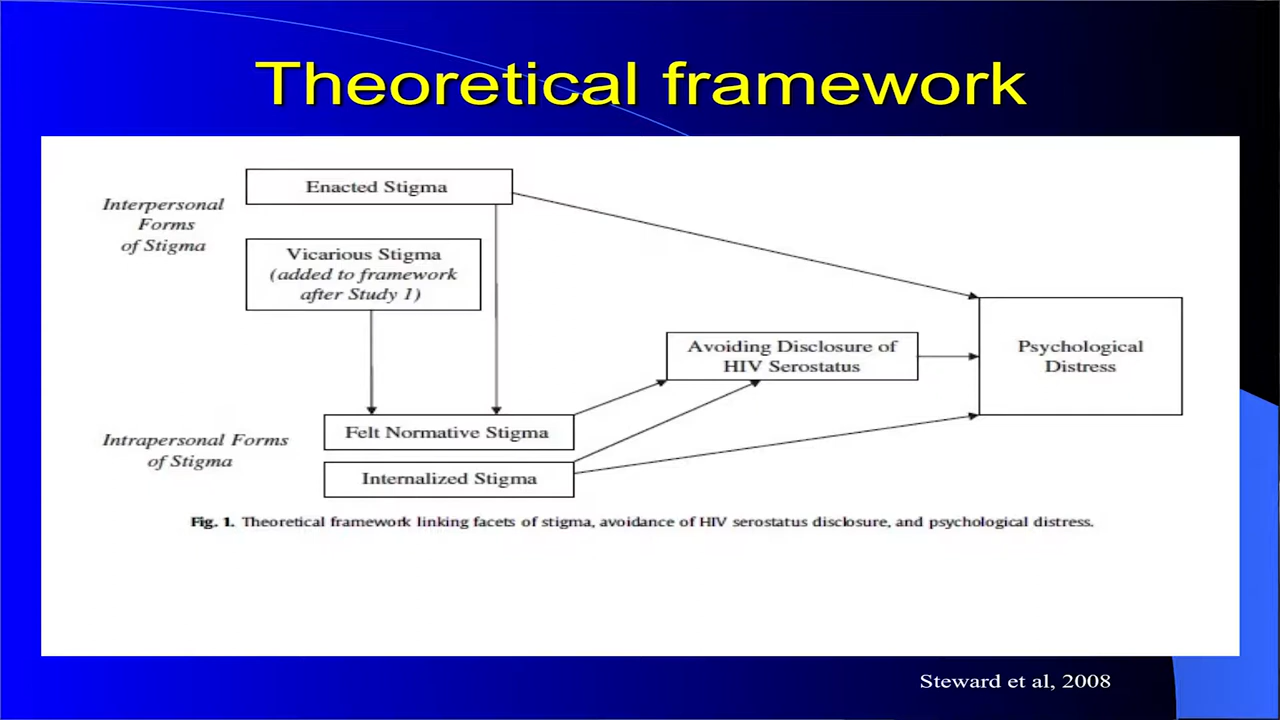 Theoretical framework
Enacted Stigma
Interpersonal
Forms
of Stigma
Vicarious Stigma
(added to framework
after Study 1)
Avoiding Disclosure of
HIV Serostatus
Psychological
Distress
Intrapersonal Forms
of Stigma
Felt Normative Stigma
Internalized Stigma
Fig. 1. Theoretical framework linking facets of stigma, avoidance of HIV serostatus disclosure, and psychological distress.
Steward et al, 2008